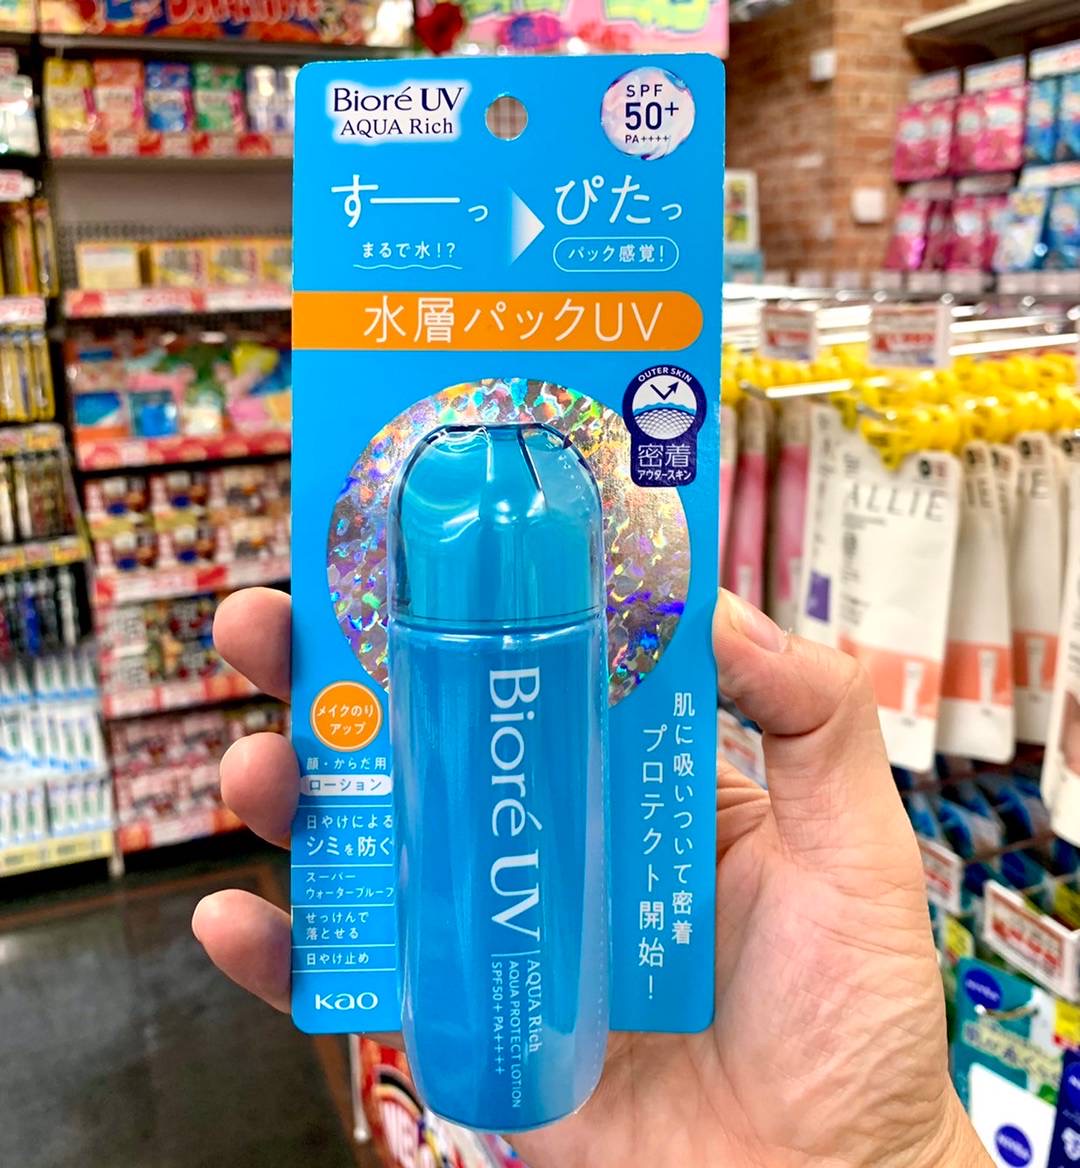 Bioré UV
AQUA Rich
SPF
50+
PA++++
すーっ
まるで水!?
ぴたっ
パック感覚!
水層パックUV
OUTER SKIN
密着
アウタースキン
メイクのり
アップ
顔・からだ用
ローション
日やけによる
シミを防ぐ
スーパー
ウォータープルーフ
せっけんで
落とせる
日やけ止め
Kao
Bioré UV
AQUA Rich
AQUA PROTECT LOTION
SPF50+PA++++
肌に吸いついて密着
プロテクト開始!
ALLIE